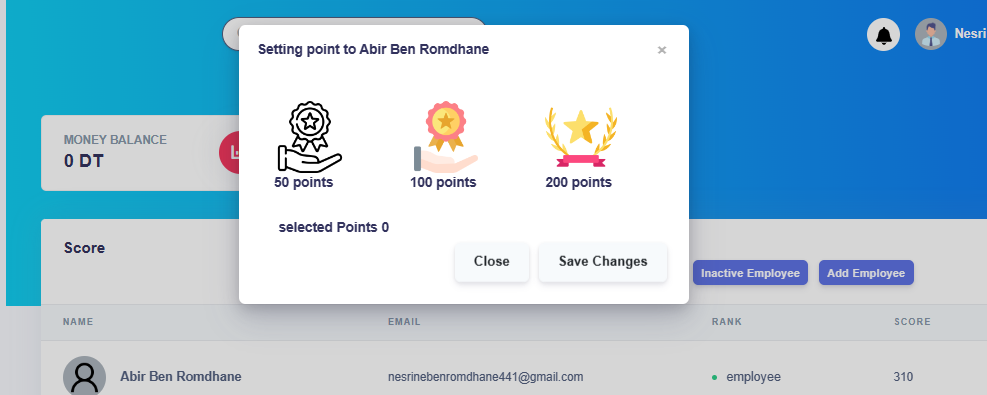 Setting point to Abir Ben Romdhane
×
Nesri
MONEY BALANCE
0 DT
50 points
100 points
200 points
selected Points 0
Close
Save Changes
Score
Inactive Employee
Add Employee
NAME EMAIL RANK SCORE
Abir Ben Romdhane nesrinebenromdhane441@gmail.com employee 310